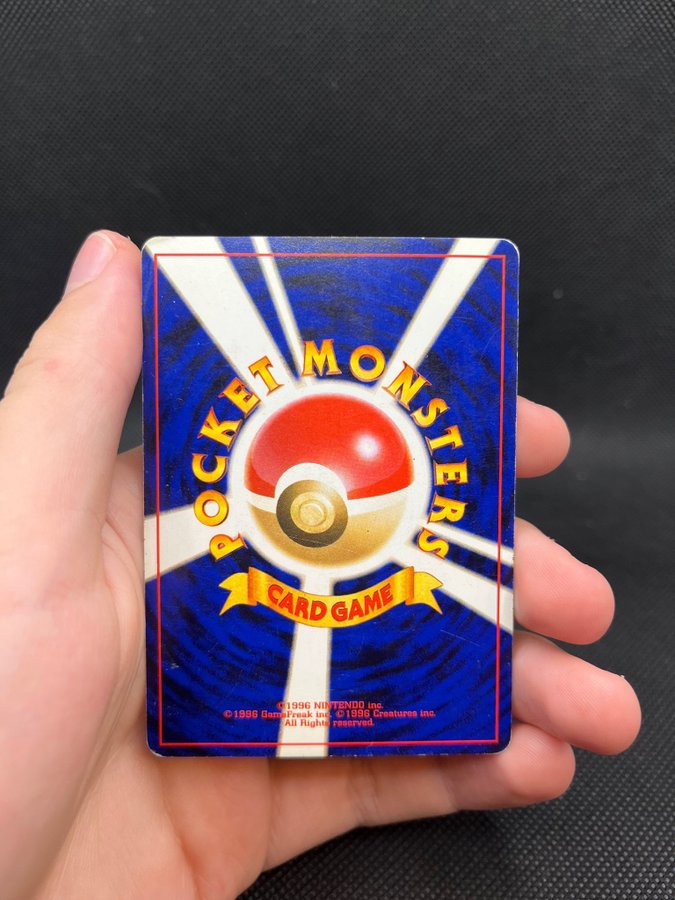 POCKET MONSTERS
CARD GAME
©1996 NINTENDO inc.
©1996 GameFreak inc. ©1996 Creatures inc.
All Rights reserved.